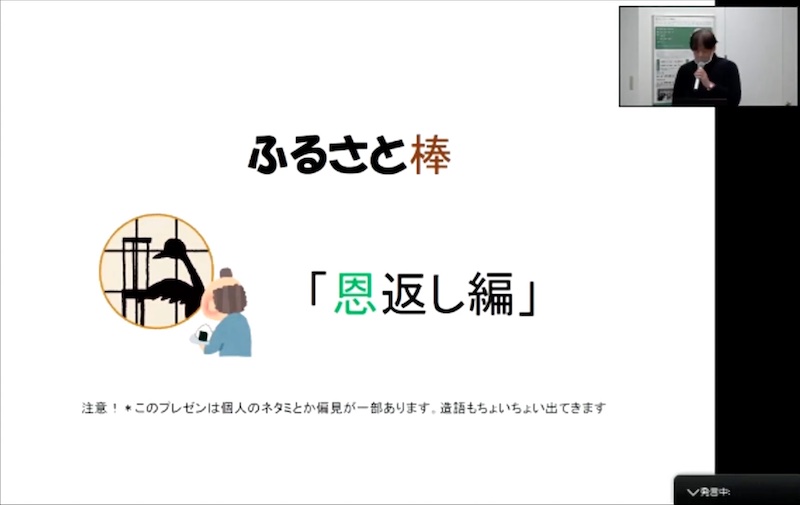 ふるさと棒
「恩返し編」
注意！＊このプレゼンは個人のネタミとか偏見が一部あります。造語もちょいちょい出てきます
発言中: